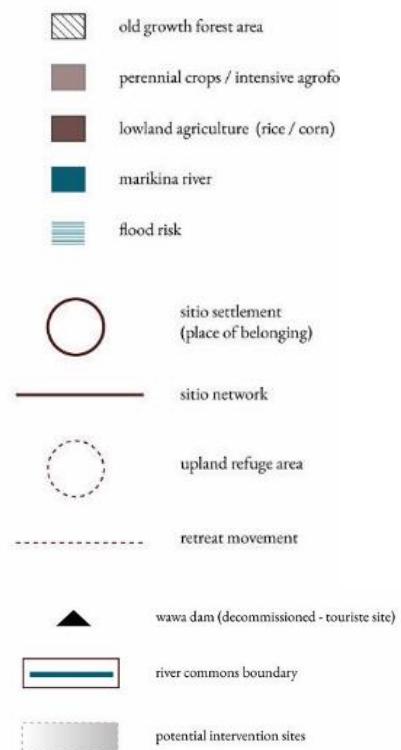 old growth forest area
perennial crops / intensive agrofo
lowland agriculture (rice / corn)
marikina river
flood risk
sitio settlement
(place of belonging)
sitio network
upland refuge area
retreat movement
wawa dam (decommissioned - touriste site)
river commons boundary
potential intervention sites